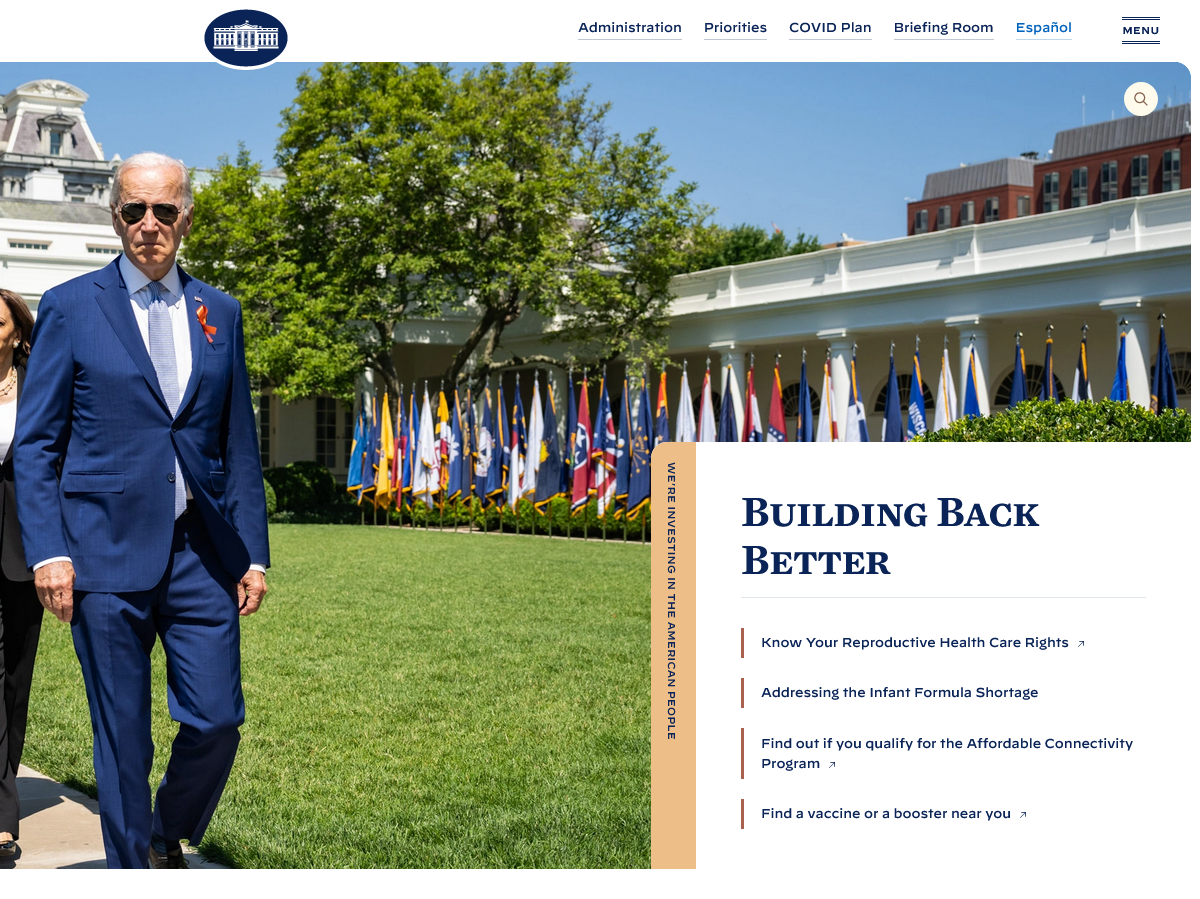 Administration
Priorities
COVID Plan
Briefing Room
Español
MENU
WISC
WE'RE INVESTING IN THE AMERICAN PEOPLE
BUILDING BACK
BETTER
Know Your Reproductive Health Care Rights
Addressing the Infant Formula Shortage
Find out if you qualify for the Affordable Connectivity
Program
Find a vaccine or a booster near you